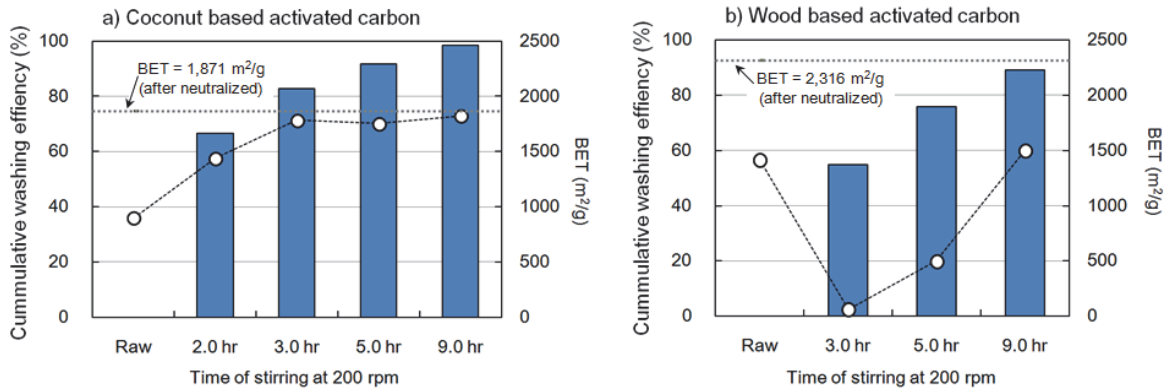 a) Coconut based activated carbon
Cummulative washing effiency (%)
100
80
60
40
20
0
BET = 1,871 m²/g
(after neutralized)
2500
2000
1500
1000
500
0
BET (m²/g)
Raw 2.0 hr 3.0 hr 5.0 hr 9.0 hr
Time of stirring at 200 rpm
b) Wood based activated carbon
Cummulative washing effiency (%)
100
80
60
40
20
0
BET = 2,316 m²/g
(after neutralized)
2500
2000
1500
1000
500
0
BET (m²/g)
Raw 3.0 hr 5.0 hr 9.0 hr
Time of stirring at 200 rpm